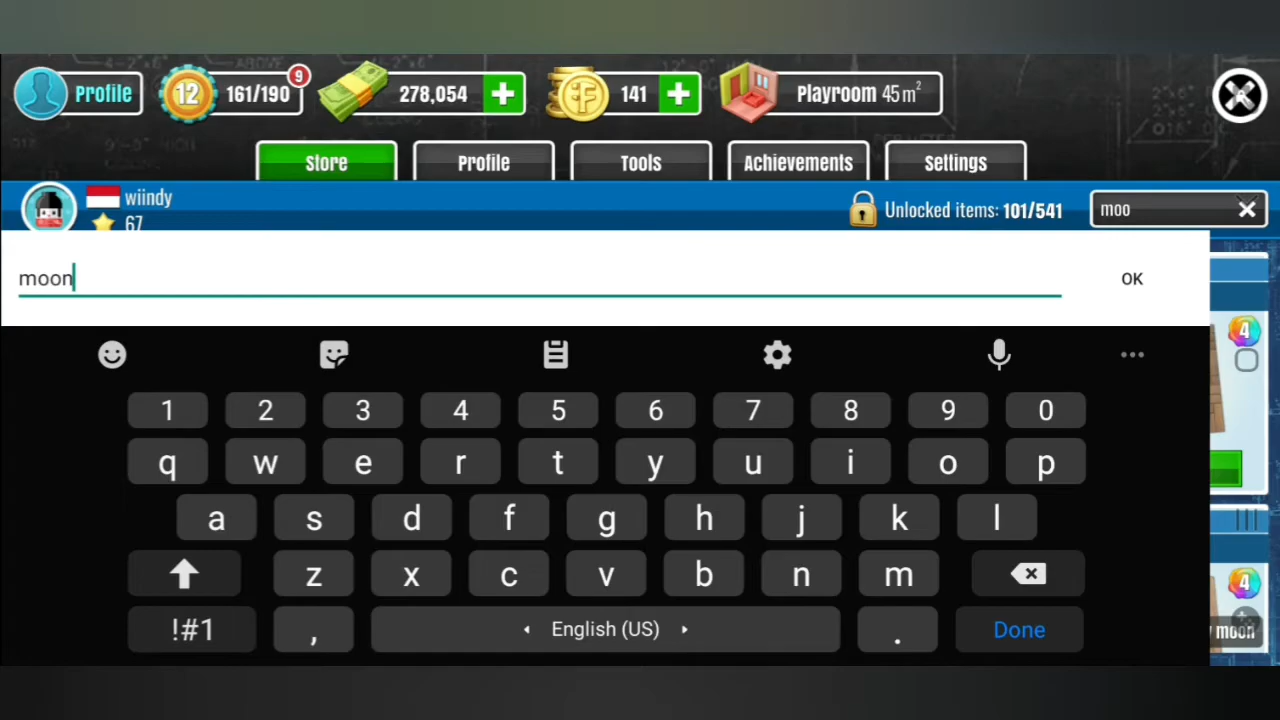 Profile
12
161/190
9
278,054
141
Playroom 45m²
Store
Profile
Tools
Achievements
Settings
wiindy
67
Unlocked items: 101/541
moo
moon
OK
4
1 2 3 4 5 6 7 8 9 0
q w e r t y u i o p
a s d f g h j k l
z x c v b n m
!#1 , English (US) . Done
4
moon